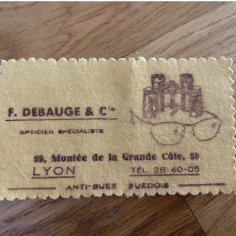 F. DEBAUGE & Cie
OPTICIEN SPÉCIALISTE
59, Montée de la Grande Côte, 59
LYON TÉL. 28-40-05
ANTI-BUÉE SUÉDOIS